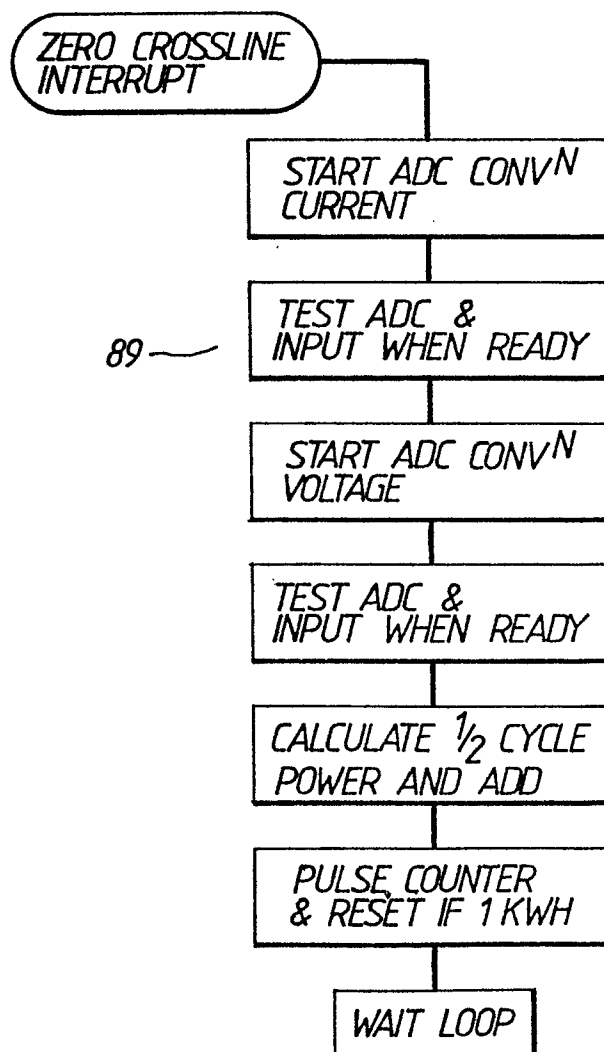 ZERO CROSSLINE
INTERRUPT
START ADC CONVᴺ
CURRENT
TEST ADC &
INPUT WHEN READY
89
START ADC CONVᴺ
VOLTAGE
TEST ADC &
INPUT WHEN READY
CALCULATE 1/2 CYCLE
POWER AND ADD
PULSE COUNTER
& RESET IF 1 KWH
WAIT LOOP